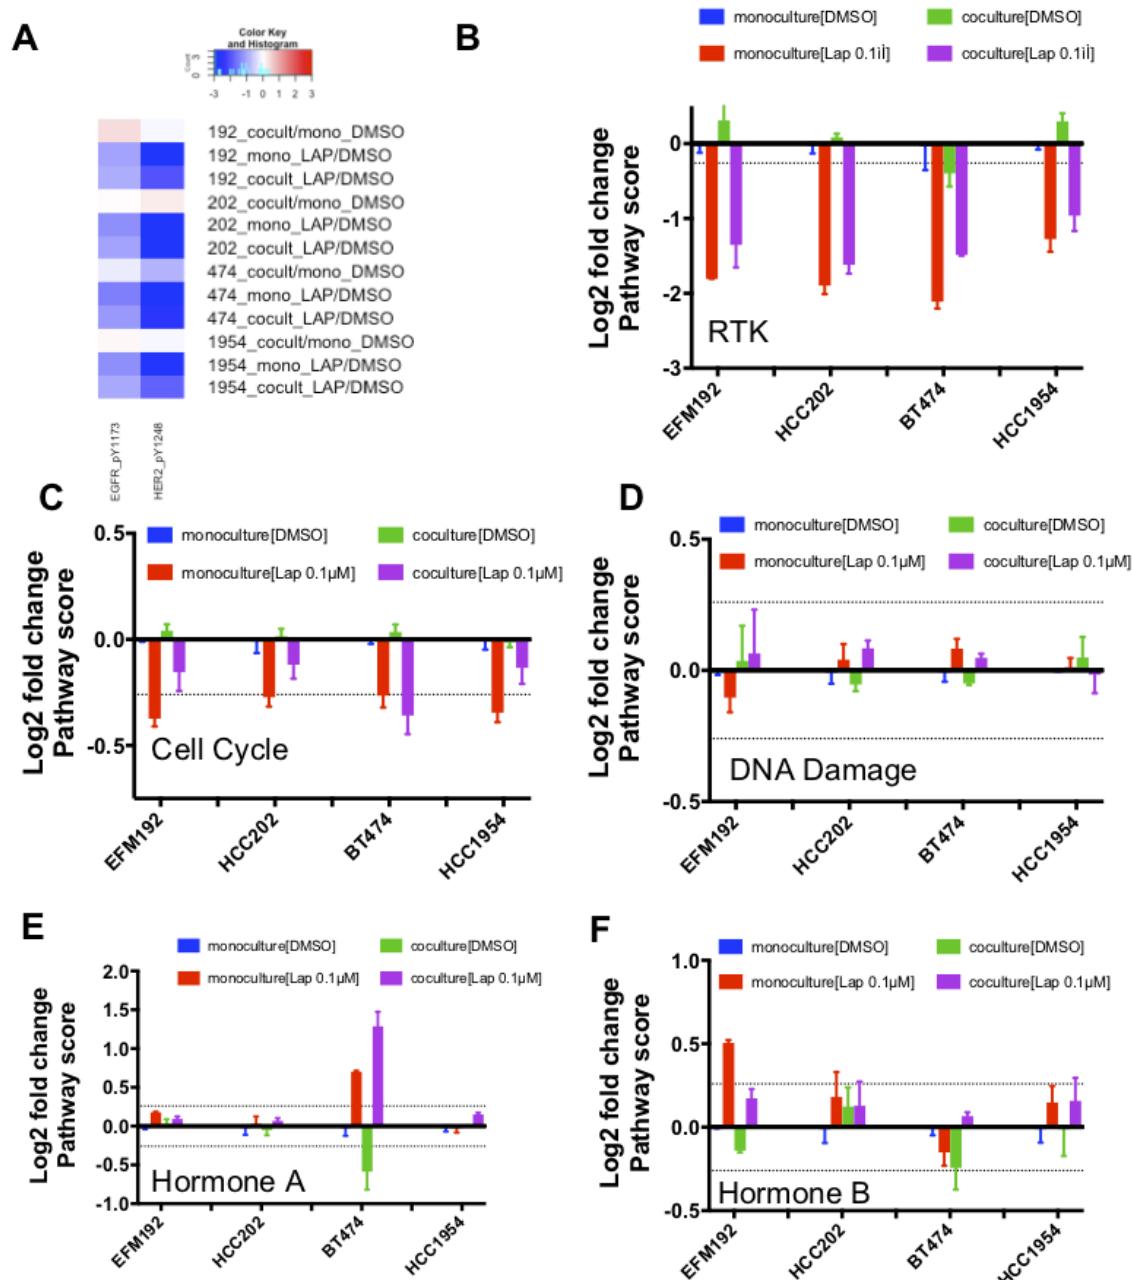 A
Color Key
and Histogram
Count
0 3
-3 -1 0 1 2 3
192_cocult/mono_DMSO
192_mono_LAP/DMSO
192_cocult_LAP/DMSO
202_cocult/mono_DMSO
202_mono_LAP/DMSO
202_cocult_LAP/DMSO
474_cocult/mono_DMSO
474_mono_LAP/DMSO
474_cocult_LAP/DMSO
1954_cocult/mono_DMSO
1954_mono_LAP/DMSO
1954_cocult_LAP/DMSO
EGFR_pY1173
HER2_pY1248
B
monoculture[DMSO] coculture[DMSO]
monoculture[Lap 0.1ìÌ] coculture[Lap 0.1ìÌ]
Log2 fold change
Pathway score
0
-1
-2
-3
RTK
EFM192 HCC202 BT474 HCC1954
C
monoculture[DMSO] coculture[DMSO]
monoculture[Lap 0.1µM] coculture[Lap 0.1µM]
Log2 fold change
Pathway score
0.5
0.0
-0.5
Cell Cycle
EFM192 HCC202 BT474 HCC1954
D
monoculture[DMSO] coculture[DMSO]
monoculture[Lap 0.1µM] coculture[Lap 0.1µM]
Log2 fold change
Pathway score
0.5
0.0
-0.5
DNA Damage
EFM192 HCC202 BT474 HCC1954
E
monoculture[DMSO] coculture[DMSO]
monoculture[Lap 0.1µM] coculture[Lap 0.1µM]
Log2 fold change
Pathway score
2.0
1.5
1.0
0.5
0.0
-0.5
-1.0
Hormone A
EFM192 HCC202 BT474 HCC1954
F
monoculture[DMSO] coculture[DMSO]
monoculture[Lap 0.1µM] coculture[Lap 0.1µM]
Log2 fold change
Pathway score
1.0
0.5
0.0
-0.5
Hormone B
EFM192 HCC202 BT474 HCC1954